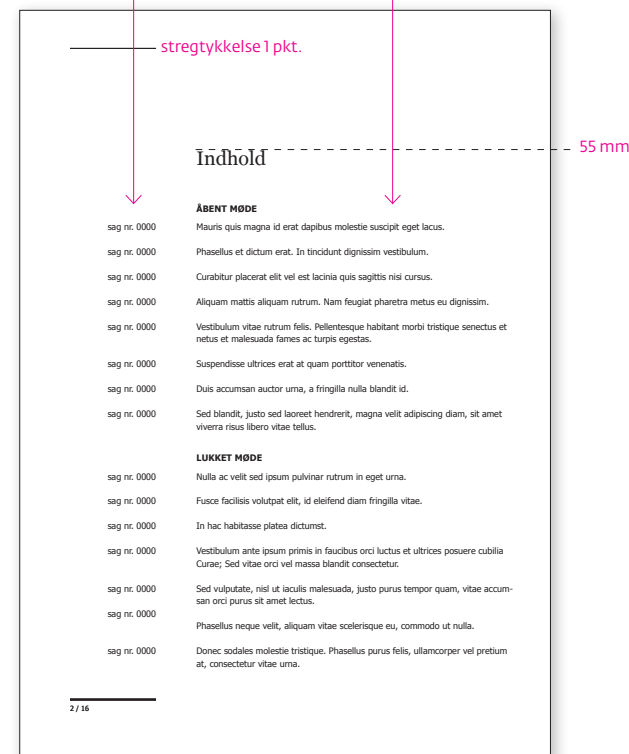 stregtykkelse 1 pkt.
55 mm
Indhold
ÅBENT MØDE
sag nr. 0000 Mauris quis magna id erat dapibus molestie suscipit eget lacus.
sag nr. 0000 Phasellus et dictum erat. In tincidunt dignissim vestibulum.
sag nr. 0000 Curabitur placerat elit vel est lacinia quis sagittis nisi cursus.
sag nr. 0000 Aliquam mattis aliquam rutrum. Nam feugiat pharetra metus eu dignissim.
sag nr. 0000 Vestibulum vitae rutrum felis. Pellentesque habitant morbi tristique senectus et
netus et malesuada fames ac turpis egestas.
sag nr. 0000 Suspendisse ultrices erat at quam porttitor venenatis.
sag nr. 0000 Duis accumsan auctor urna, a fringilla nulla blandit id.
sag nr. 0000 Sed blandit, justo sed laoreet hendrerit, magna velit adipiscing diam, sit amet
viverra risus libero vitae tellus.
LUKKET MØDE
sag nr. 0000 Nulla ac velit sed ipsum pulvinar rutrum in eget urna.
sag nr. 0000 Fusce facilisis volutpat elit, id eleifend diam fringilla vitae.
sag nr. 0000 In hac habitasse platea dictumst.
sag nr. 0000 Vestibulum ante ipsum primis in faucibus orci luctus et ultrices posuere cubilia
Curae; Sed vitae orci vel massa blandit consectetur.
sag nr. 0000 Sed vulputate, nisl ut iaculis malesuada, justo purus tempor quam, vitae accum-
san orci purus sit amet lectus.
sag nr. 0000
Phasellus neque velit, aliquam vitae scelerisque eu, commodo ut nulla.
sag nr. 0000 Donec sodales molestie tristique. Phasellus purus felis, ullamcorper vel pretium
at, consectetur vitae urna.
2 / 16